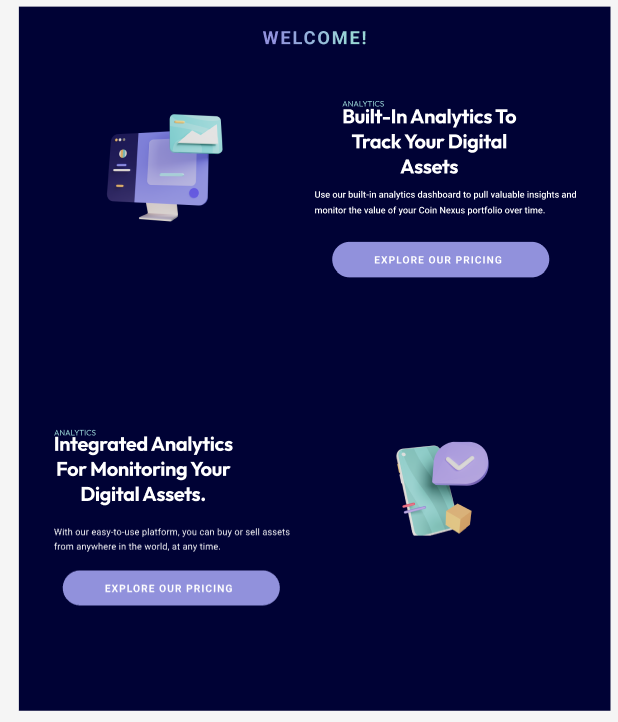 WELCOME!
ANALYTICS
Built-In Analytics To
Track Your Digital
Assets
Use our built-in analytics dashboard to pull valuable insights and
monitor the value of your Coin Nexus portfolio over time.
EXPLORE OUR PRICING
ANALYTICS
Integrated Analytics
For Monitoring Your
Digital Assets.
With our easy-to-use platform, you can buy or sell assets
from anywhere in the world, at any time.
EXPLORE OUR PRICING